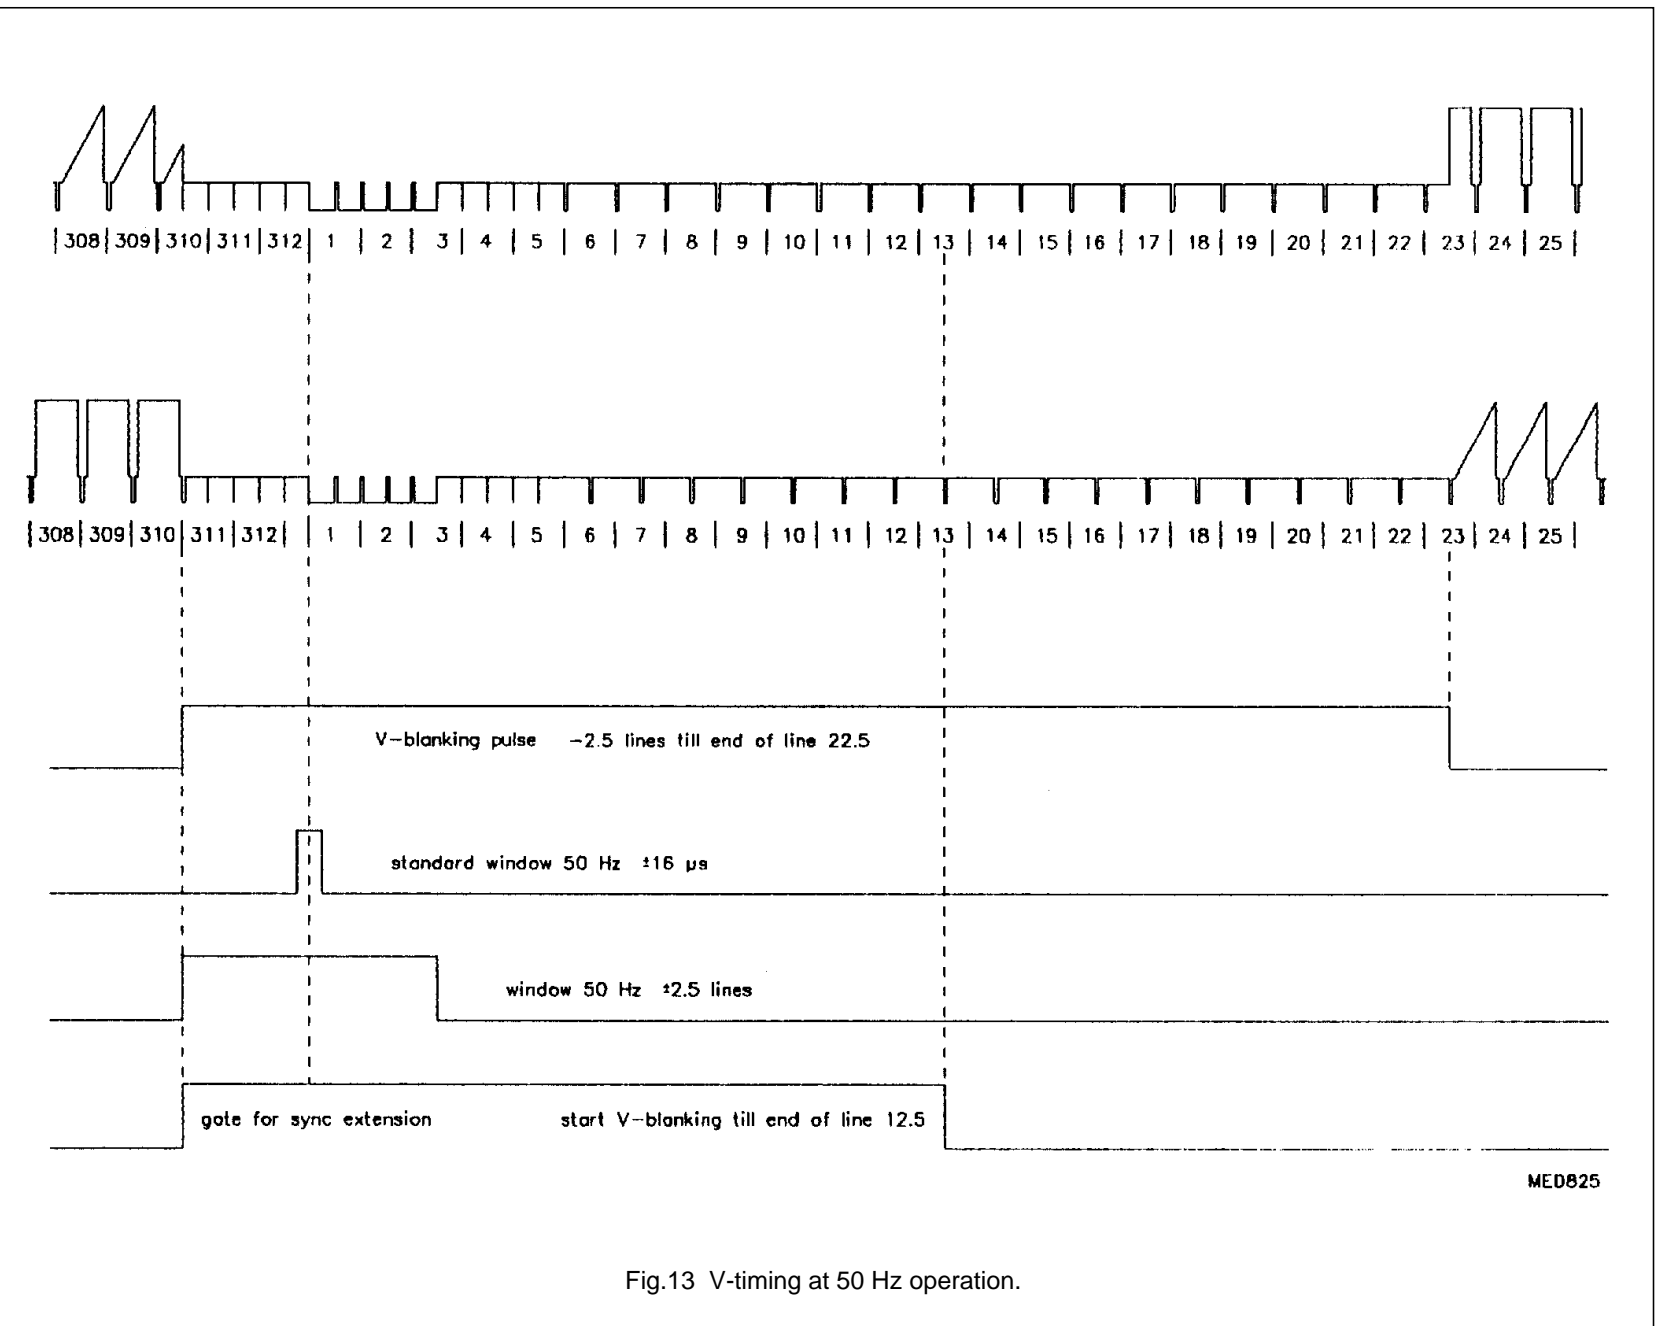 308 309 310 311 312 1 2 3 4 5 6 7 8 9 10 11 12 13 14 15 16 17 18 19 20 21 22 23 24 25
308 309 310 311 312 1 2 3 4 5 6 7 8 9 10 11 12 13 14 15 16 17 18 19 20 21 22 23 24 25
V-blanking pulse -2.5 lines till end of line 22.5
standard window 50 Hz ±16 µs
window 50 Hz ±2.5 lines
gate for sync extension start V-blanking till end of line 12.5
MED825
Fig.13 V-timing at 50 Hz operation.